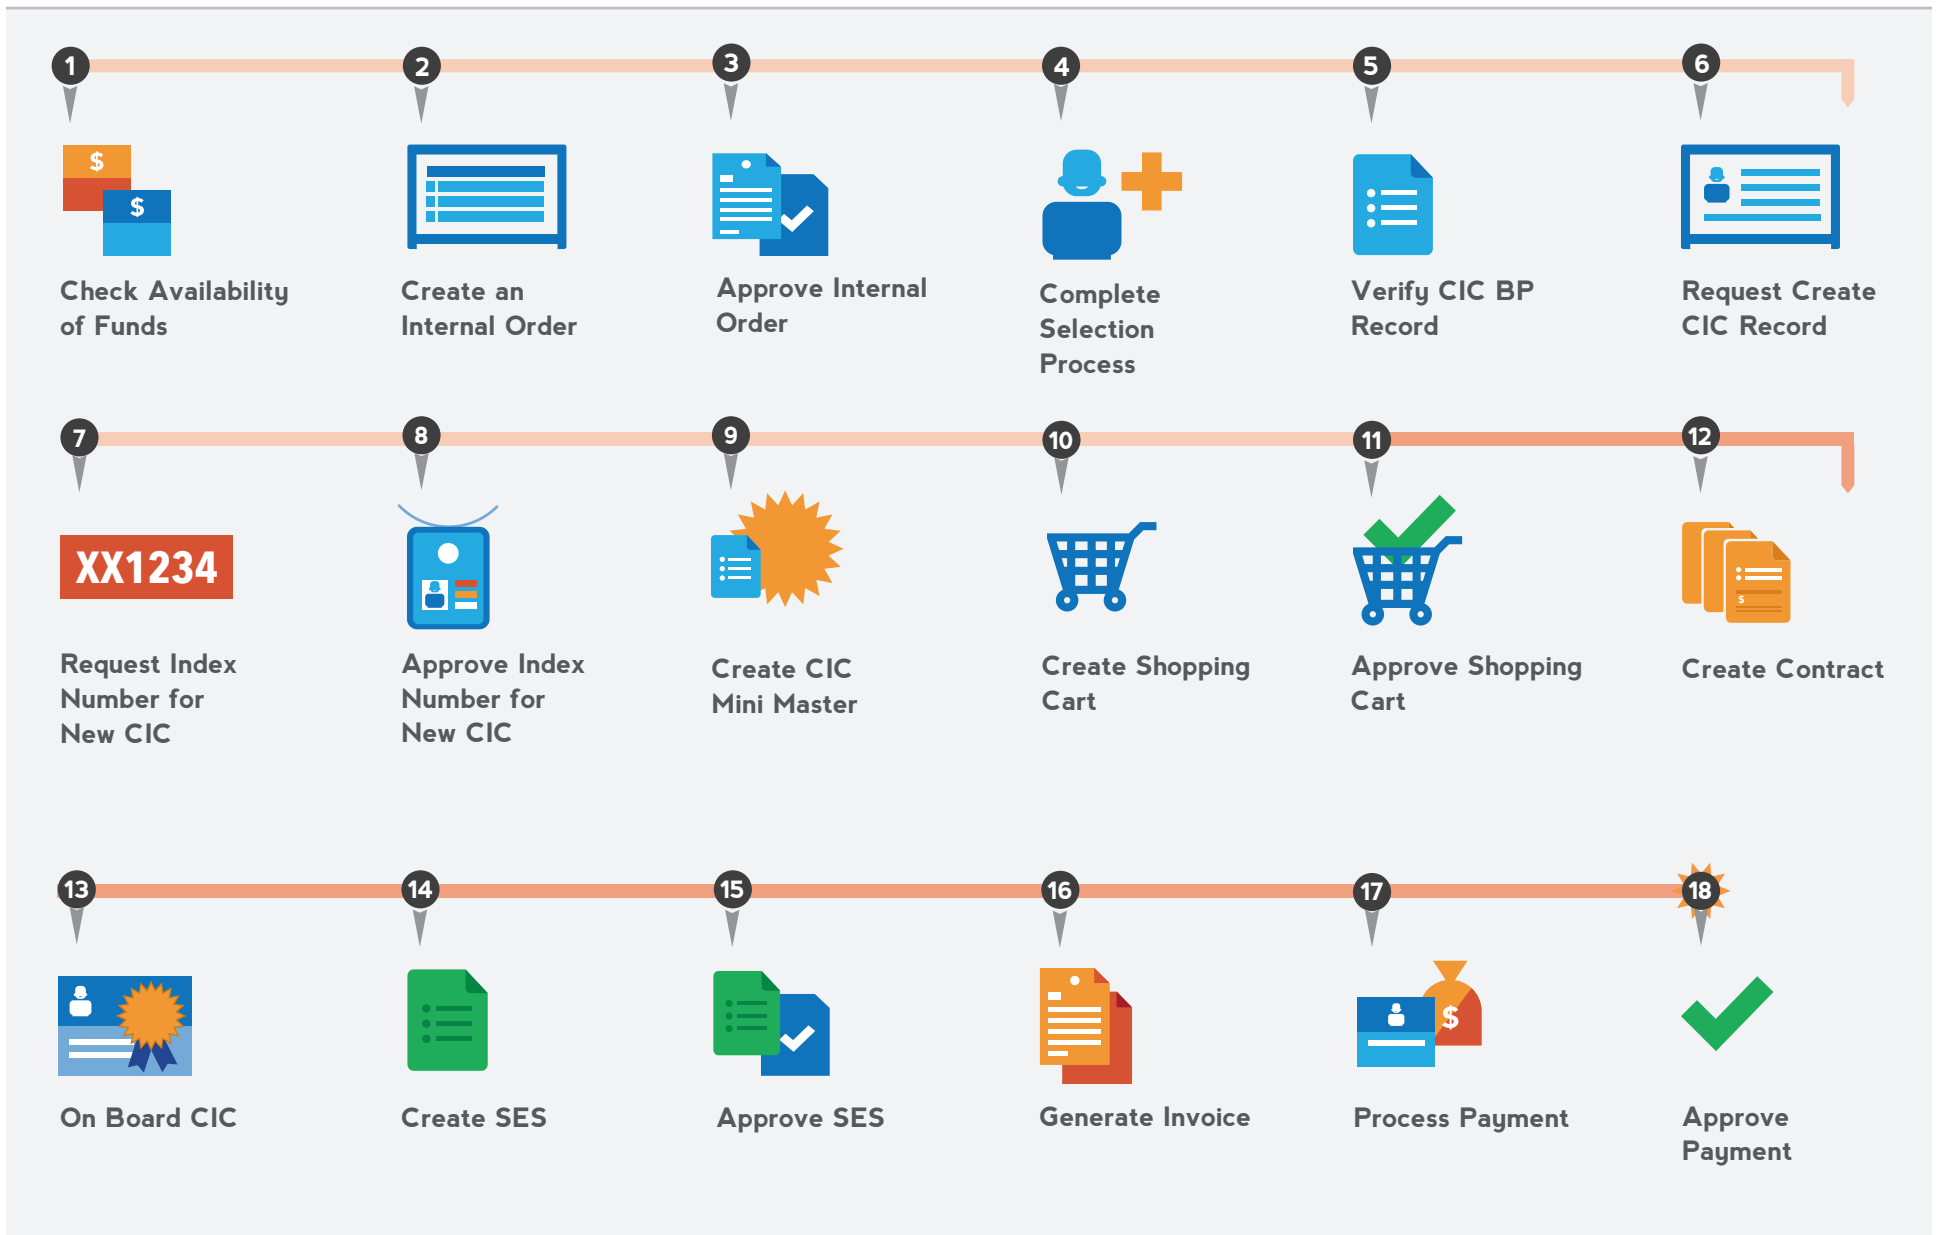 1
2
3
4
5
6
$
$
Check Availability
of Funds
Create an
Internal Order
Approve Internal
Order
Complete
Selection
Process
Verify CIC BP
Record
Request Create
CIC Record
7
8
9
10
11
12
XX1234
$
Request Index
Number for
New CIC
Approve Index
Number for
New CIC
Create CIC
Mini Master
Create Shopping
Cart
Approve Shopping
Cart
Create Contract
13
14
15
16
17
18
$
On Board CIC
Create SES
Approve SES
Generate Invoice
Process Payment
Approve
Payment